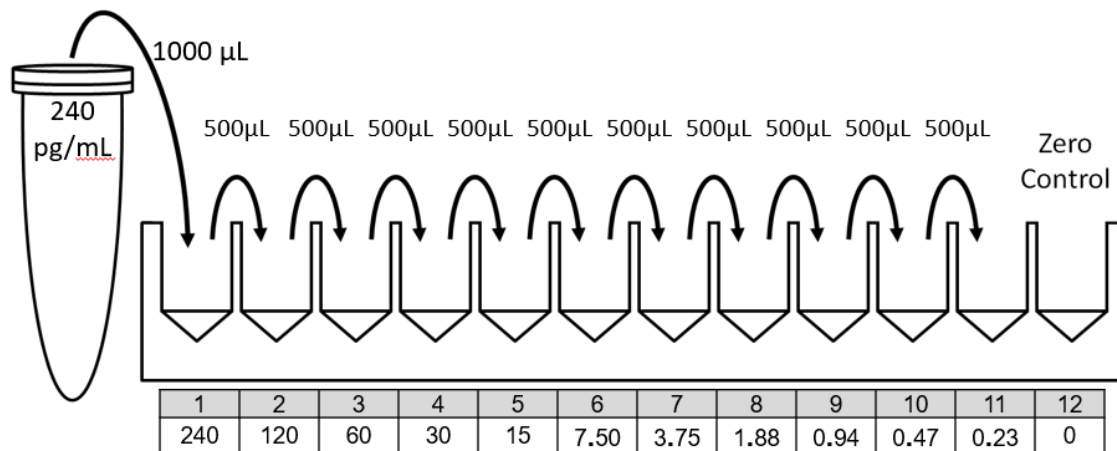 1000 µL
240
pg/mL
500µL 500µL 500µL 500µL 500µL 500µL 500µL 500µL 500µL 500µL
Zero
Control
1 2 3 4 5 6 7 8 9 10 11 12
240 120 60 30 15 7.50 3.75 1.88 0.94 0.47 0.23 0